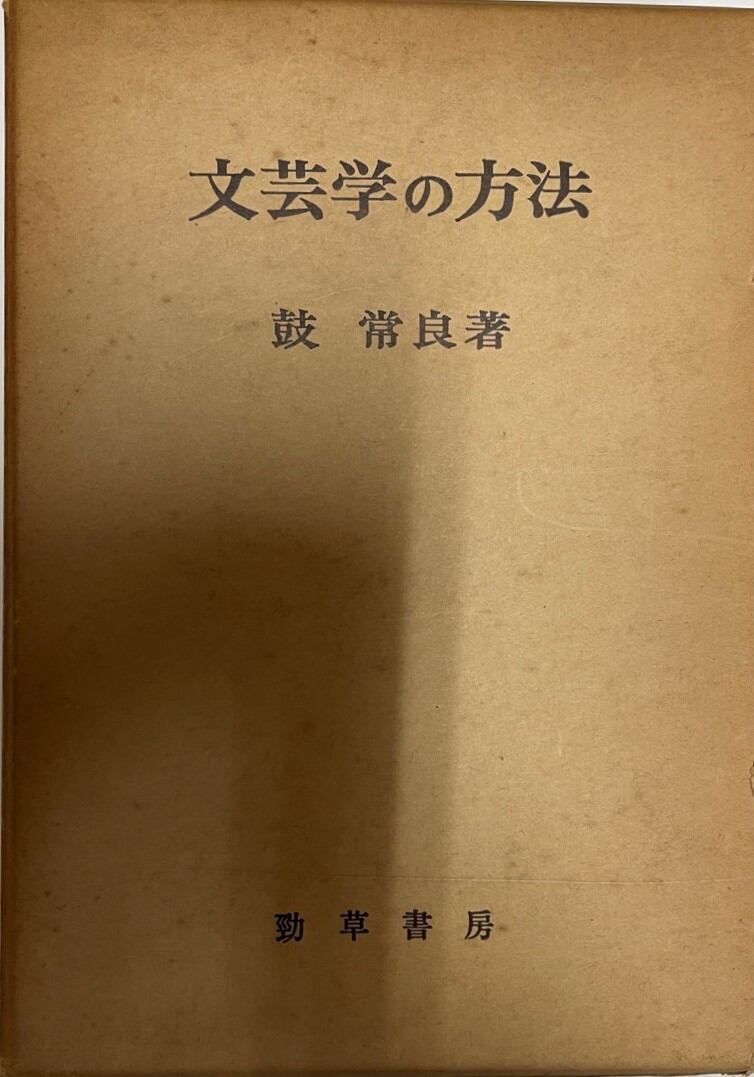 文芸学の方法
鼓 常良著
勁草書房